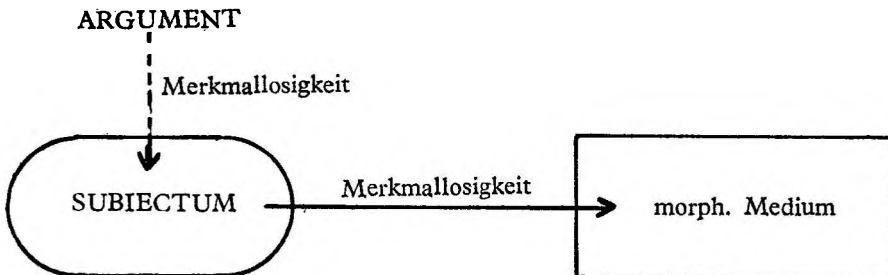 ARGUMENT
Merkmallosigkeit
SUBIECTUM
Merkmallosigkeit
morph. Medium